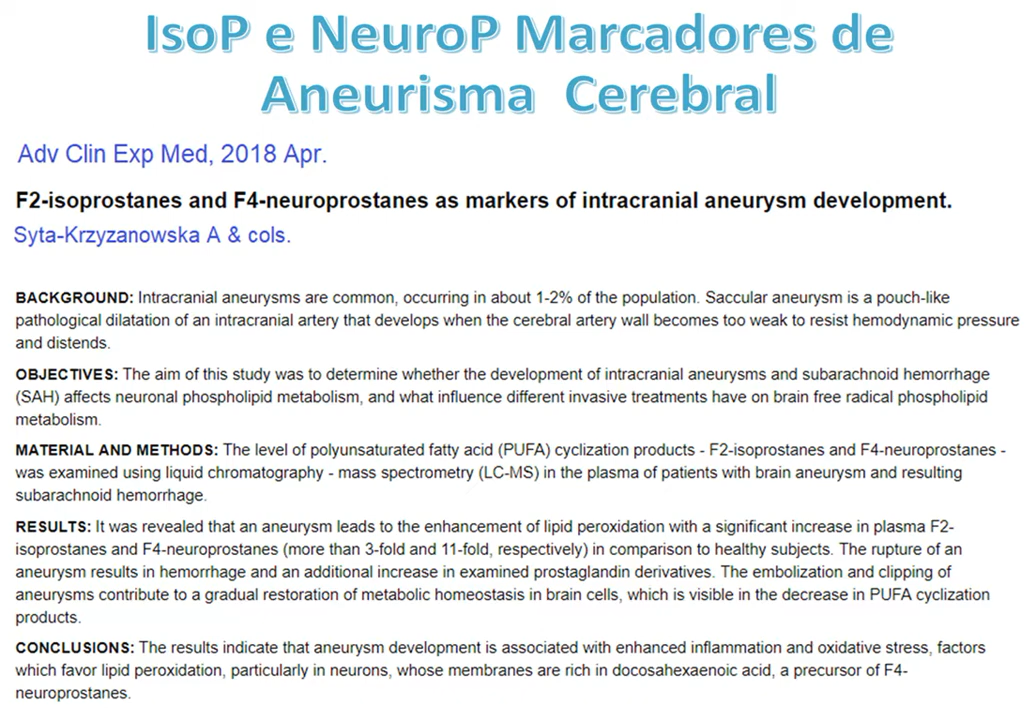 IsoP e NeuroP Marcadores de
Aneurisma Cerebral
Adv Clin Exp Med, 2018 Apr.
F2-isoprostanes and F4-neuroprostanes as markers of intracranial aneurysm development.
Syta-Krzyzanowska A & cols.
BACKGROUND: Intracranial aneurysms are common, occurring in about 1-2% of the population. Saccular aneurysm is a pouch-like
pathological dilatation of an intracranial artery that develops when the cerebral artery wall becomes too weak to resist hemodynamic pressure
and distends.
OBJECTIVES: The aim of this study was to determine whether the development of intracranial aneurysms and subarachnoid hemorrhage
(SAH) affects neuronal phospholipid metabolism, and what influence different invasive treatments have on brain free radical phospholipid
metabolism.
MATERIAL AND METHODS: The level of polyunsaturated fatty acid (PUFA) cyclization products - F2-isoprostanes and F4-neuroprostanes -
was examined using liquid chromatography - mass spectrometry (LC-MS) in the plasma of patients with brain aneurysm and resulting
subarachnoid hemorrhage.
RESULTS: It was revealed that an aneurysm leads to the enhancement of lipid peroxidation with a significant increase in plasma F2-
isoprostanes and F4-neuroprostanes (more than 3-fold and 11-fold, respectively) in comparison to healthy subjects. The rupture of an
aneurysm results in hemorrhage and an additional increase in examined prostaglandin derivatives. The embolization and clipping of
aneurysms contribute to a gradual restoration of metabolic homeostasis in brain cells, which is visible in the decrease in PUFA cyclization
products.
CONCLUSIONS: The results indicate that aneurysm development is associated with enhanced inflammation and oxidative stress, factors
which favor lipid peroxidation, particularly in neurons, whose membranes are rich in docosahexaenoic acid, a precursor of F4-
neuroprostanes.